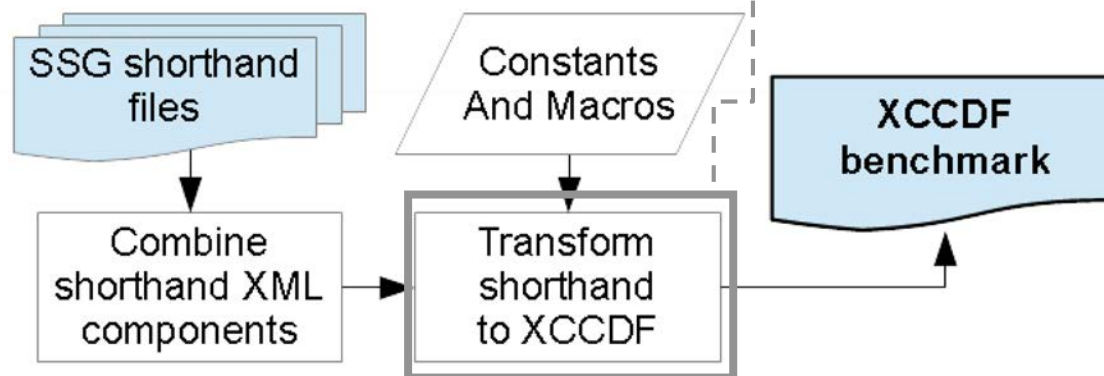 SSG shorthand
files
Constants
And Macros
XCCDF
benchmark
Combine
shorthand XML
components
Transform
shorthand
to XCCDF